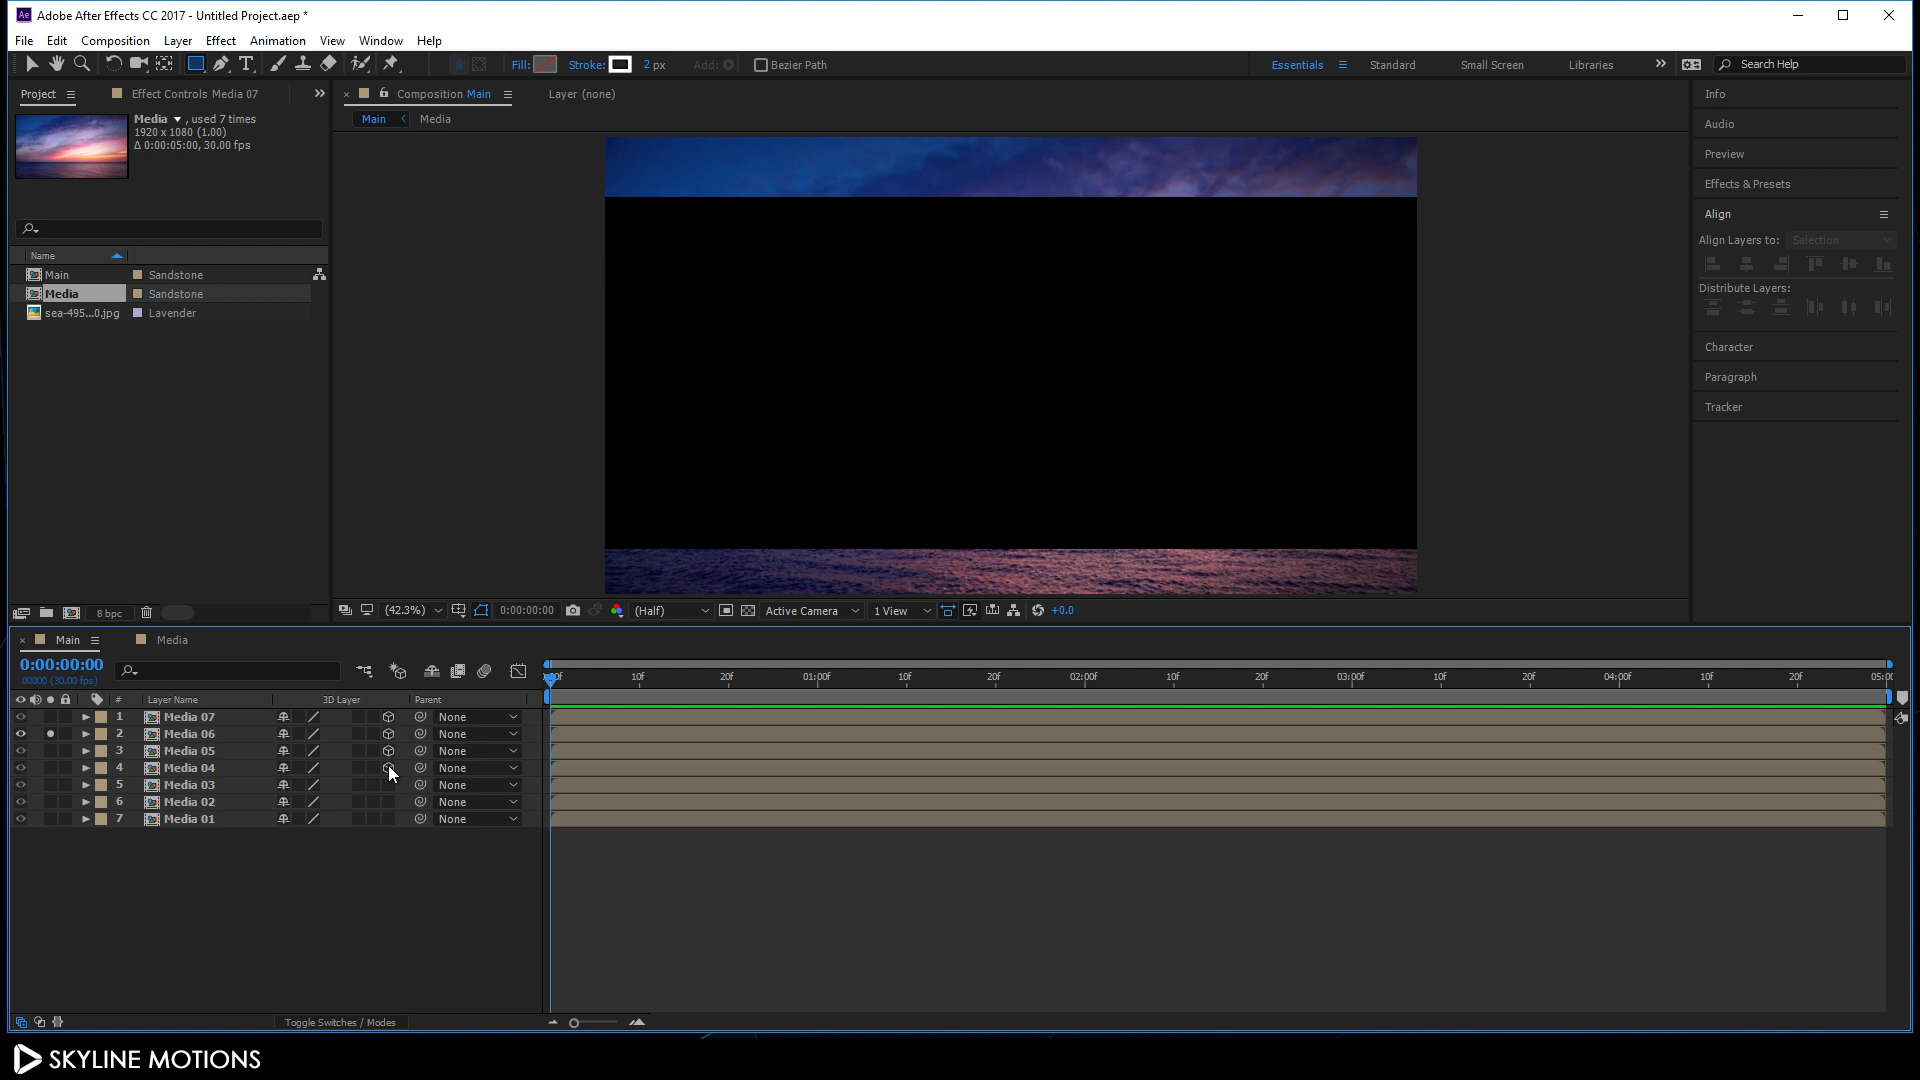 Adobe After Effects CC 2017 - Untitled Project.aep *
File Edit Composition Layer Effect Animation View Window Help
Fill: Stroke: 2 px Add: Bezier Path Essentials Standard Small Screen Libraries Search Help
Project Effect Controls Media 07
Composition Main Layer (none)
Main Media
Media , used 7 times
1920 x 1080 (1.00)
Δ 0:00:05:00, 30.00 fps
Name
Main Sandstone
Media Sandstone
sea-495...0.jpg Lavender
8 bpc
(42.3%) 0:00:00:00 (Half) Active Camera 1 View +0.0
Info
Audio
Preview
Effects & Presets
Align
Align Layers to: Selection
Distribute Layers:
Character
Paragraph
Tracker
Main Media
0:00:00:00
00000 (30.00 fps)
10f 20f 01:00f 10f 20f 02:00f 10f 20f 03:00f 10f 20f 04:00f 10f 20f
# Layer Name 3D Layer Parent
1 Media 07 None
2 Media 06 None
3 Media 05 None
4 Media 04 None
5 Media 03 None
6 Media 02 None
7 Media 01 None
Toggle Switches / Modes
SKYLINE MOTIONS